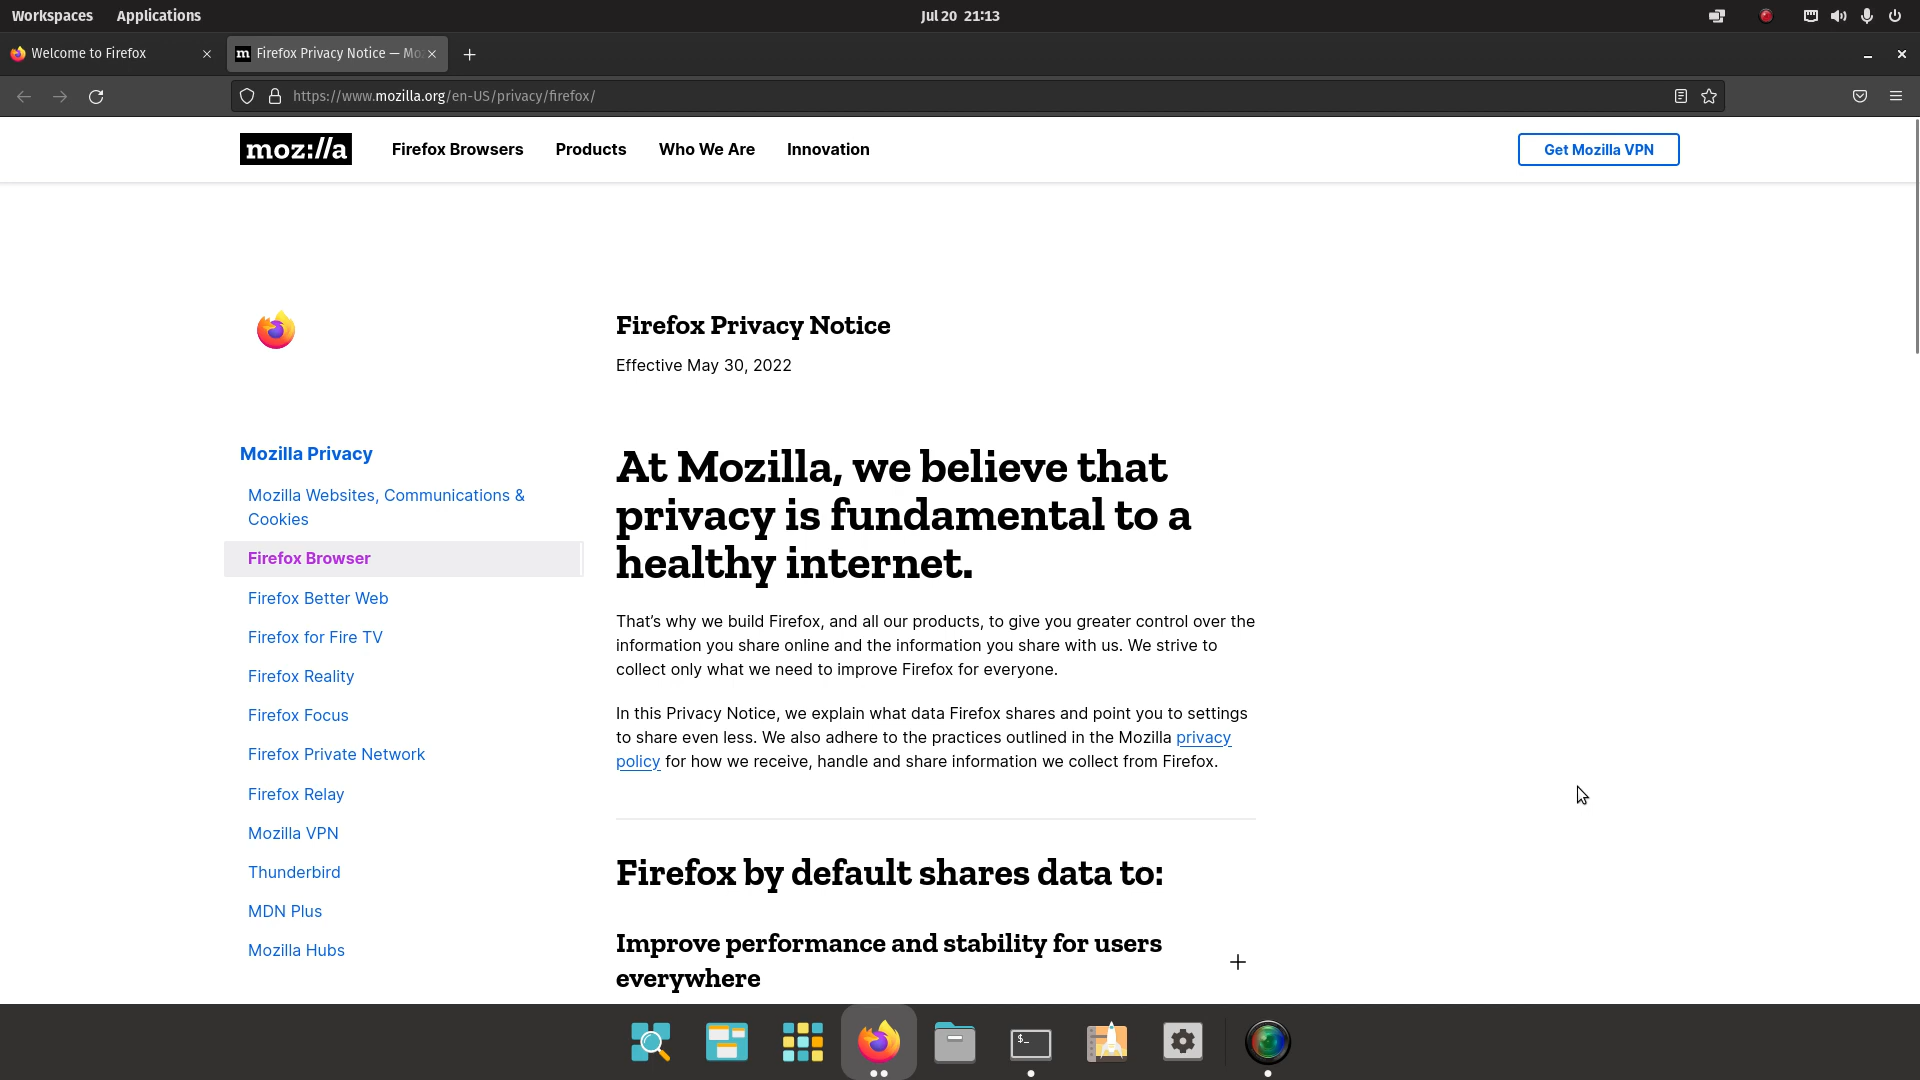 Workspaces
Applications
Jul 20 21:13
Welcome to Firefox
Firefox Privacy Notice — Mo
https://www.mozilla.org/en-US/privacy/firefox/
moz://a
Firefox Browsers
Products
Who We Are
Innovation
Get Mozilla VPN
Firefox Privacy Notice
Effective May 30, 2022
Mozilla Privacy
Mozilla Websites, Communications &
Cookies
Firefox Browser
Firefox Better Web
Firefox for Fire TV
Firefox Reality
Firefox Focus
Firefox Private Network
Firefox Relay
Mozilla VPN
Thunderbird
MDN Plus
Mozilla Hubs
At Mozilla, we believe that
privacy is fundamental to a
healthy internet.
That’s why we build Firefox, and all our products, to give you greater control over the
information you share online and the information you share with us. We strive to
collect only what we need to improve Firefox for everyone.
In this Privacy Notice, we explain what data Firefox shares and point you to settings
to share even less. We also adhere to the practices outlined in the Mozilla privacy
policy for how we receive, handle and share information we collect from Firefox.
Firefox by default shares data to:
Improve performance and stability for users
everywhere